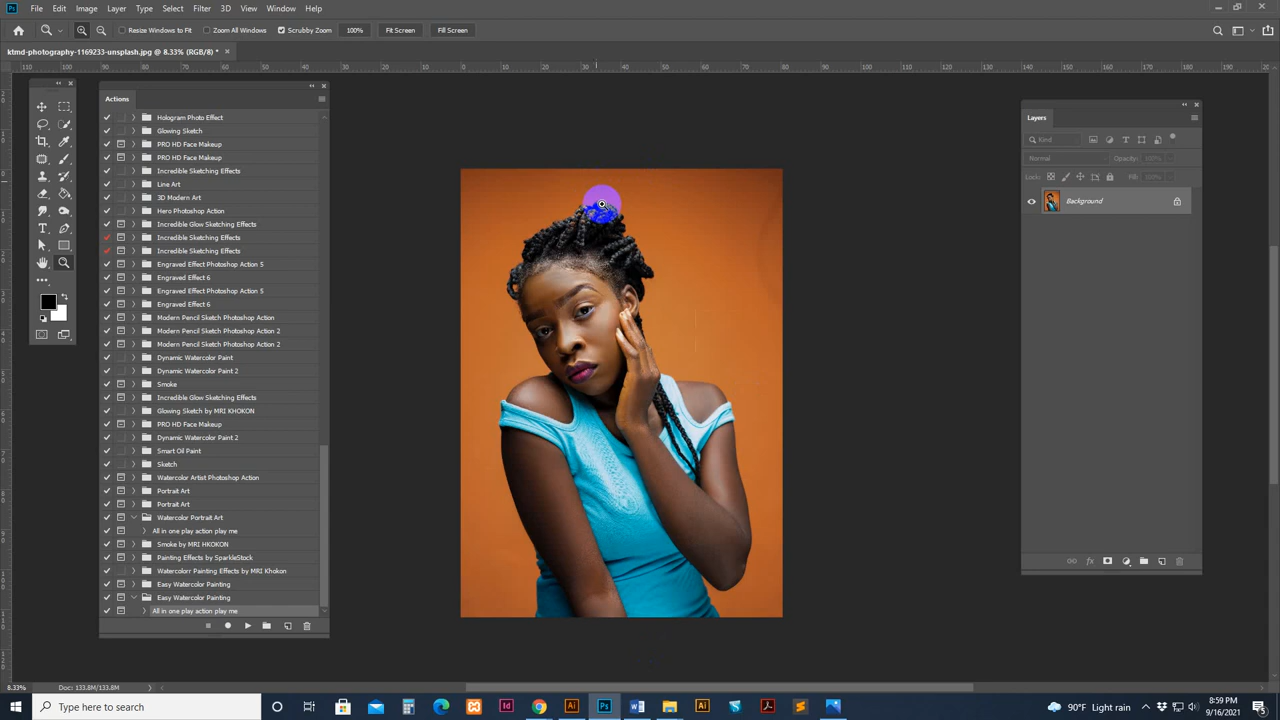 Ps File Edit Image Layer Type Select Filter 3D View Window Help
Resize Windows to Fit Zoom All Windows Scrubby Zoom 100% Fit Screen Fill Screen
ktmd-photography-1169233-unsplash.jpg @ 8.33% (RGB/8) *
Actions
Hologram Photo Effect
Glowing Sketch
PRO HD Face Makeup
PRO HD Face Makeup
Incredible Sketching Effects
Line Art
3D Modern Art
Hero Photoshop Action
Incredible Glow Sketching Effects
Incredible Sketching Effects
Incredible Sketching Effects
Engraved Effect Photoshop Action 5
Engraved Effect 6
Engraved Effect Photoshop Action 5
Engraved Effect 6
Modern Pencil Sketch Photoshop Action
Modern Pencil Sketch Photoshop Action 2
Modern Pencil Sketch Photoshop Action 2
Dynamic Watercolor Paint
Dynamic Watercolor Paint 2
Smoke
Incredible Glow Sketching Effects
Glowing Sketch by MRI KHOKON
PRO HD Face Makeup
Dynamic Watercolor Paint 2
Smart Oil Paint
Sketch
Watercolor Artist Photoshop Action
Portrait Art
Portrait Art
Watercolor Portrait Art
All in one play action play me
Smoke by MRI HKOKON
Painting Effects by SparkleStock
Watercolorr Painting Effects by MRI Khokon
Easy Watercolor Painting
Easy Watercolor Painting
All in one play action play me
Layers
Kind
Normal Opacity: 100%
Lock: Fill: 100%
Background
8.33% Doc: 133.8M/133.8M
Type here to search
90°F Light rain
8:59 PM
9/16/2021